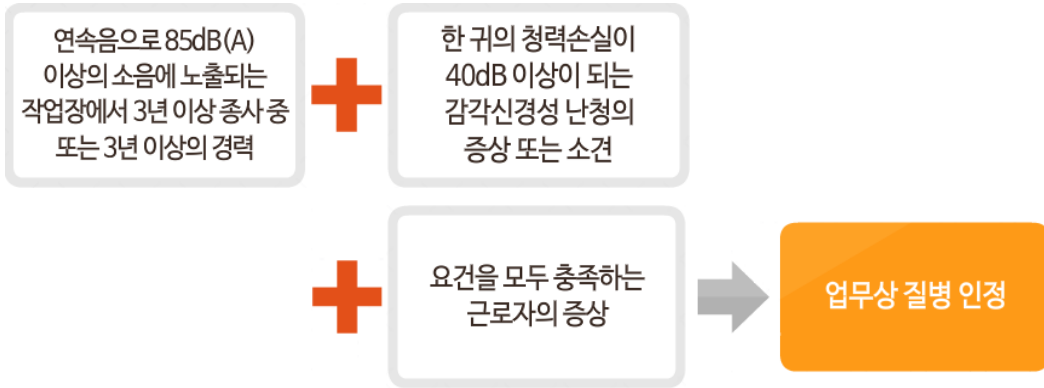 연속음으로 85dB(A)
이상의 소음에 노출되는
작업장에서 3년 이상 종사 중
또는 3년 이상의 경력
한 귀의 청력손실이
40dB 이상이 되는
감각신경성 난청의
증상 또는 소견
요건을 모두 충족하는
근로자의 증상
업무상 질병 인정